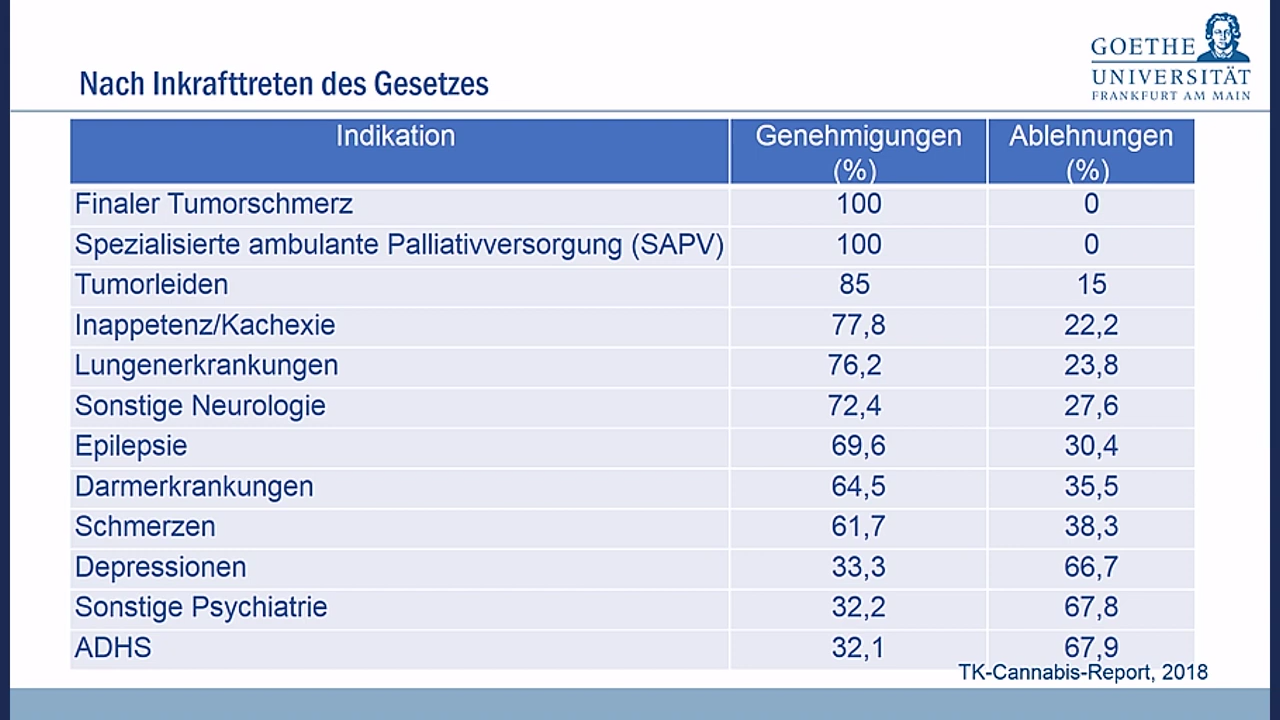 GOETHE
UNIVERSITÄT
FRANKFURT AM MAIN
Nach Inkrafttreten des Gesetzes
Indikation Genehmigungen (%) Ablehnungen (%)
Finaler Tumorschmerz 100 0
Spezialisierte ambulante Palliativversorgung (SAPV) 100 0
Tumorleiden 85 15
Inappetenz/Kachexie 77,8 22,2
Lungenerkrankungen 76,2 23,8
Sonstige Neurologie 72,4 27,6
Epilepsie 69,6 30,4
Darmerkrankungen 64,5 35,5
Schmerzen 61,7 38,3
Depressionen 33,3 66,7
Sonstige Psychiatrie 32,2 67,8
ADHS 32,1 67,9
TK-Cannabis-Report, 2018